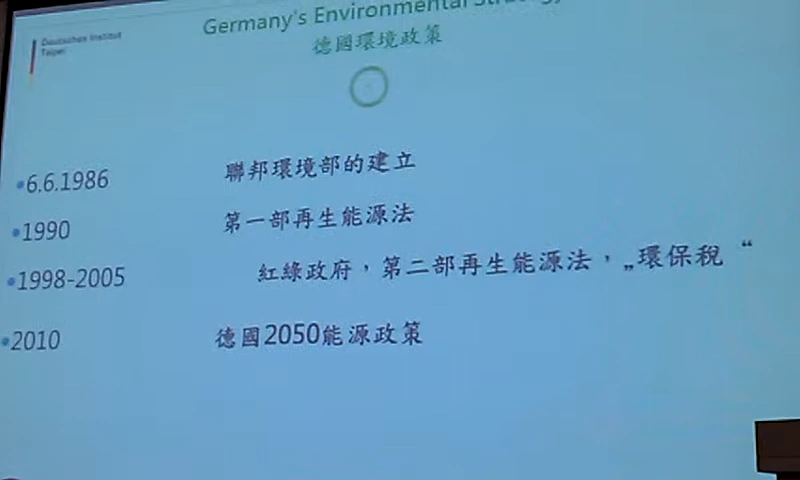 Deutsches Institut
Taipei
Germany's Environmental Strategy
德國環境政策
•6.6.1986 聯邦環境部的建立
•1990 第一部再生能源法
•1998-2005 紅綠政府，第二部再生能源法，„環保稅 “
•2010 德國2050能源政策